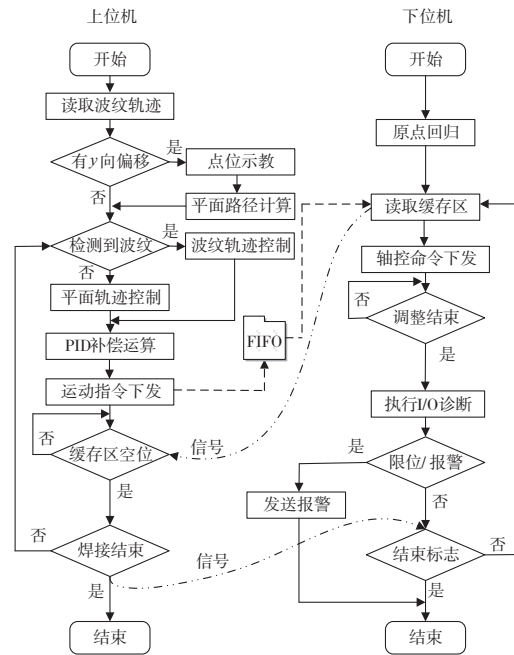 上位机
下位机
开始
开始
读取波纹轨迹
原点回归
有y向偏移
是
点位示教
否
平面路径计算
读取缓存区
检测到波纹
是
波纹轨迹控制
否
轴控命令下发
平面轨迹控制
否
调整结束
FIFO
PID补偿运算
是
运动指令下发
执行I/O诊断
否
缓存区空位
信号
是
限位/报警
是
发送报警
否
否
焊接结束
信号
结束标志
否
是
是
结束
结束